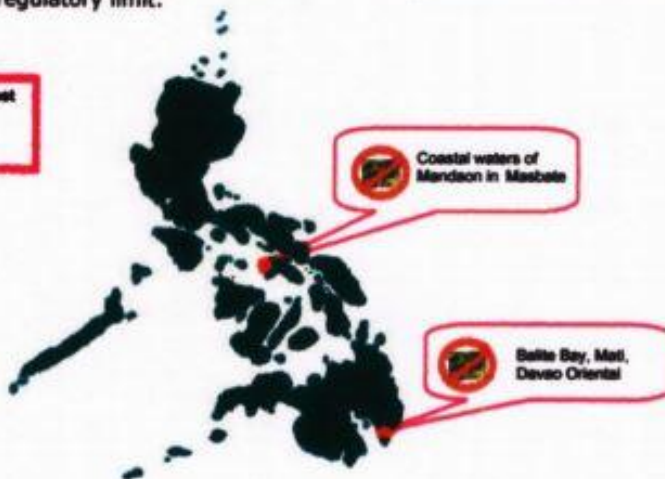 regulatory limit.
Coastal waters of
Mandaon in Masbate
Balite Bay, Mati,
Davao Oriental